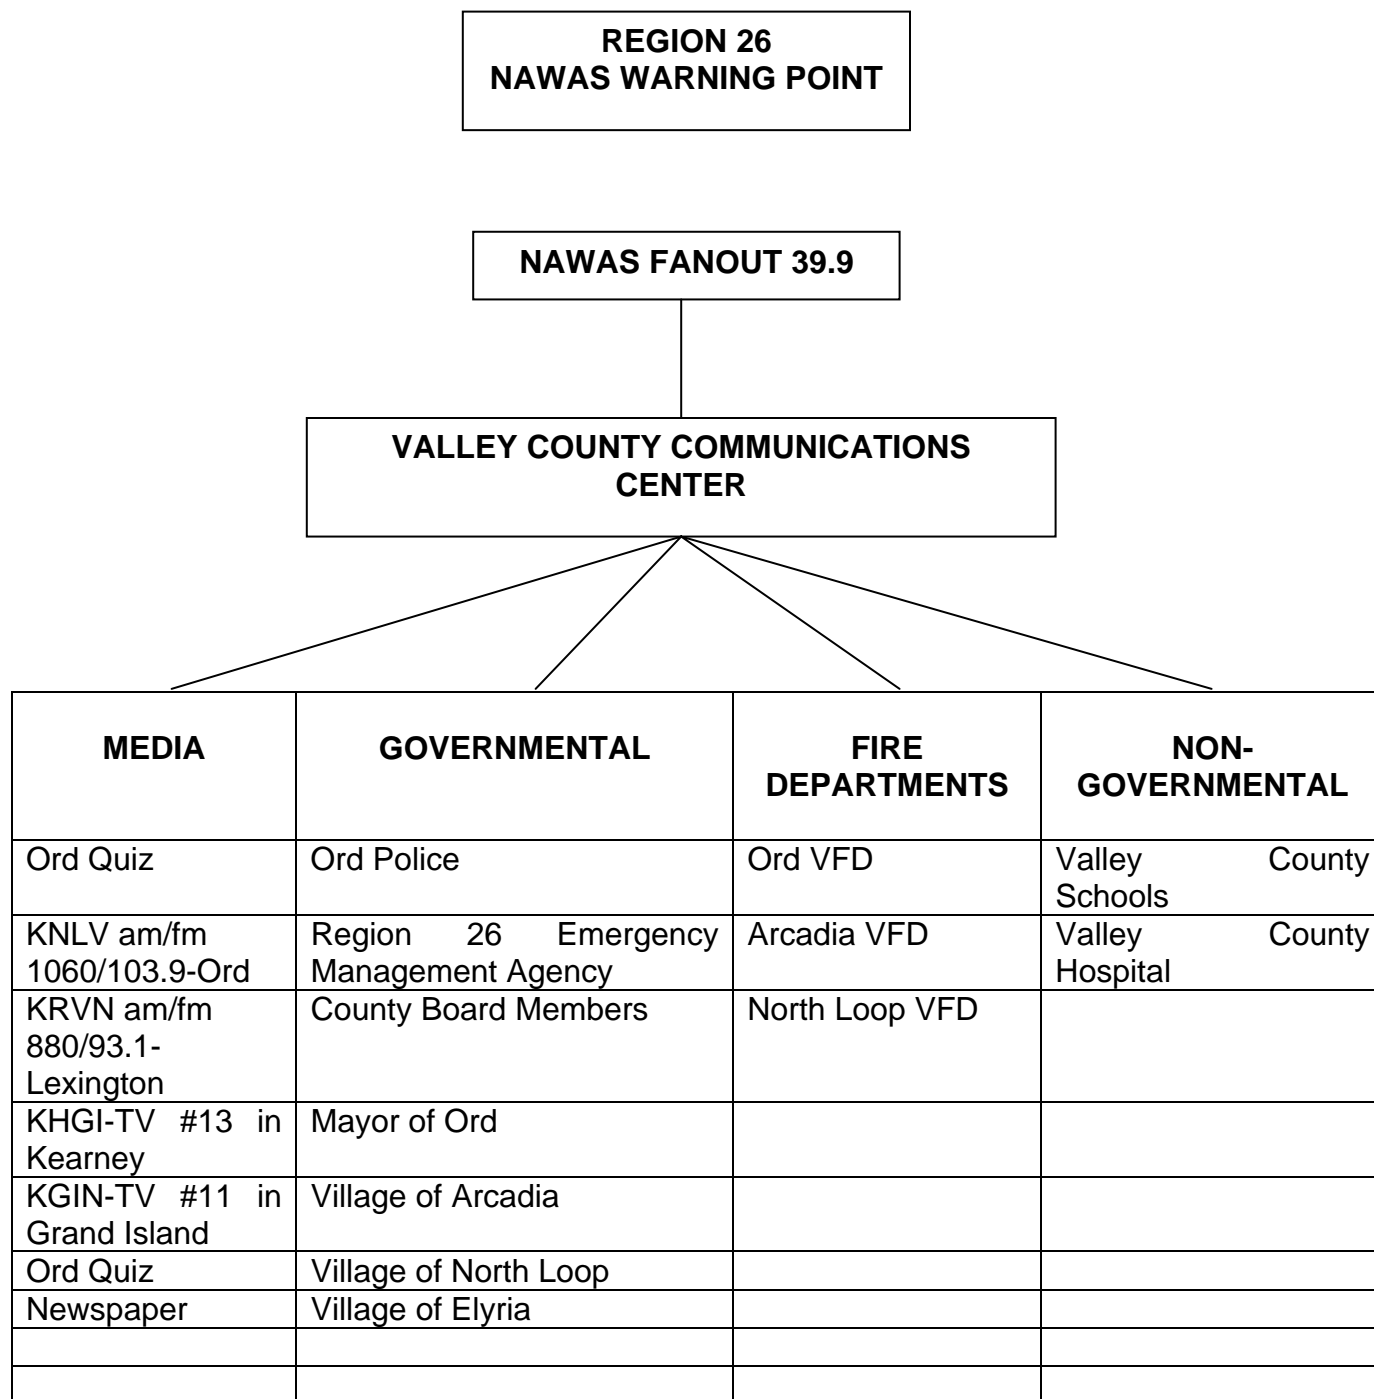 REGION 26
NAWAS WARNING POINT
NAWAS FANOUT 39.9
VALLEY COUNTY COMMUNICATIONS
CENTER
MEDIA
GOVERNMENTAL
FIRE
DEPARTMENTS
NON-
GOVERNMENTAL
Ord Quiz
Ord Police
Ord VFD
Valley County
Schools
KNLV am/fm
1060/103.9-Ord
Region 26 Emergency
Management Agency
Arcadia VFD
Valley County
Hospital
KRVN am/fm
880/93.1-
Lexington
County Board Members
North Loop VFD
KHGI-TV #13 in
Kearney
Mayor of Ord
KGIN-TV #11 in
Grand Island
Village of Arcadia
Ord Quiz
Village of North Loop
Newspaper
Village of Elyria